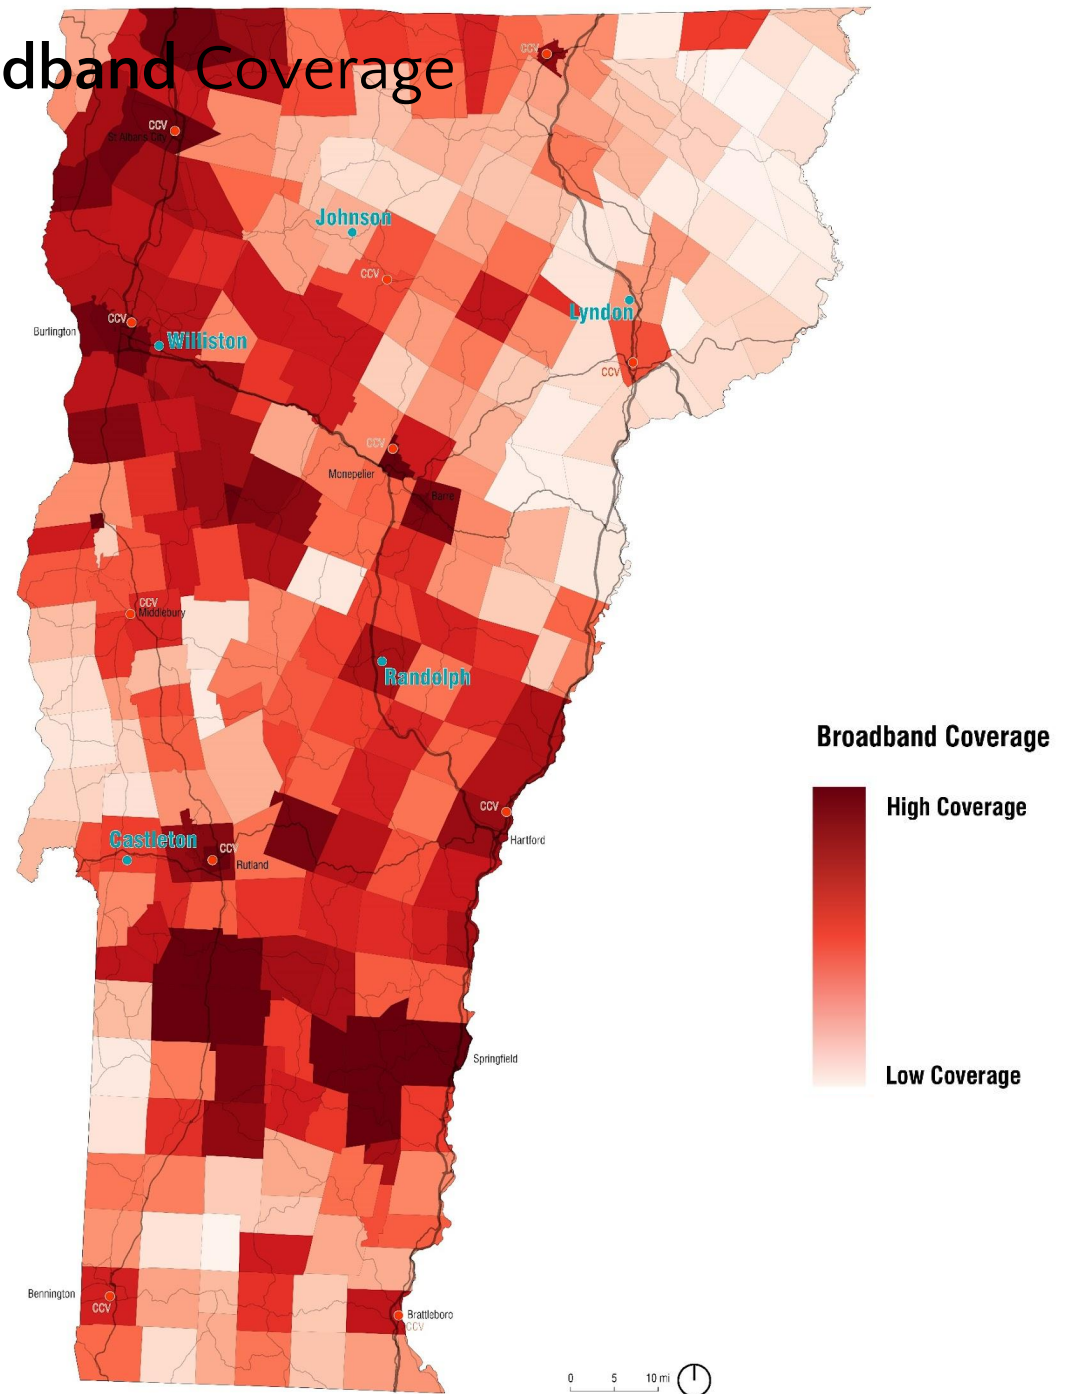 dband Coverage
CCV
CCV
St Albans City
Johnson
CCV
Lyndon
CCV
Burlington
Williston
CCV
CCV
Monepelier
Barre
CCV
Middlebury
Randolph
Broadband Coverage
High Coverage
Low Coverage
CCV
Hartford
Castleton
CCV
Rutland
Springfield
Bennington
CCV
Brattleboro
CCV
0 5 10 mi